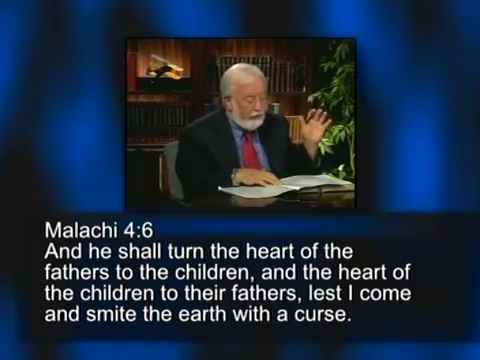 Malachi 4:6
And he shall turn the heart of the
fathers to the children, and the heart of
the children to their fathers, lest I come
and smite the earth with a curse.